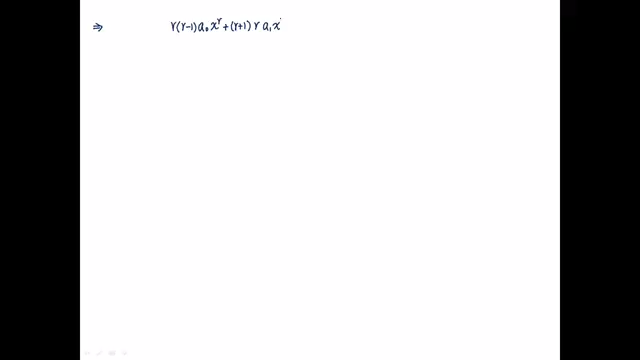 ⇒ r(r-1)a₀x^r + (r+1) r a₁x